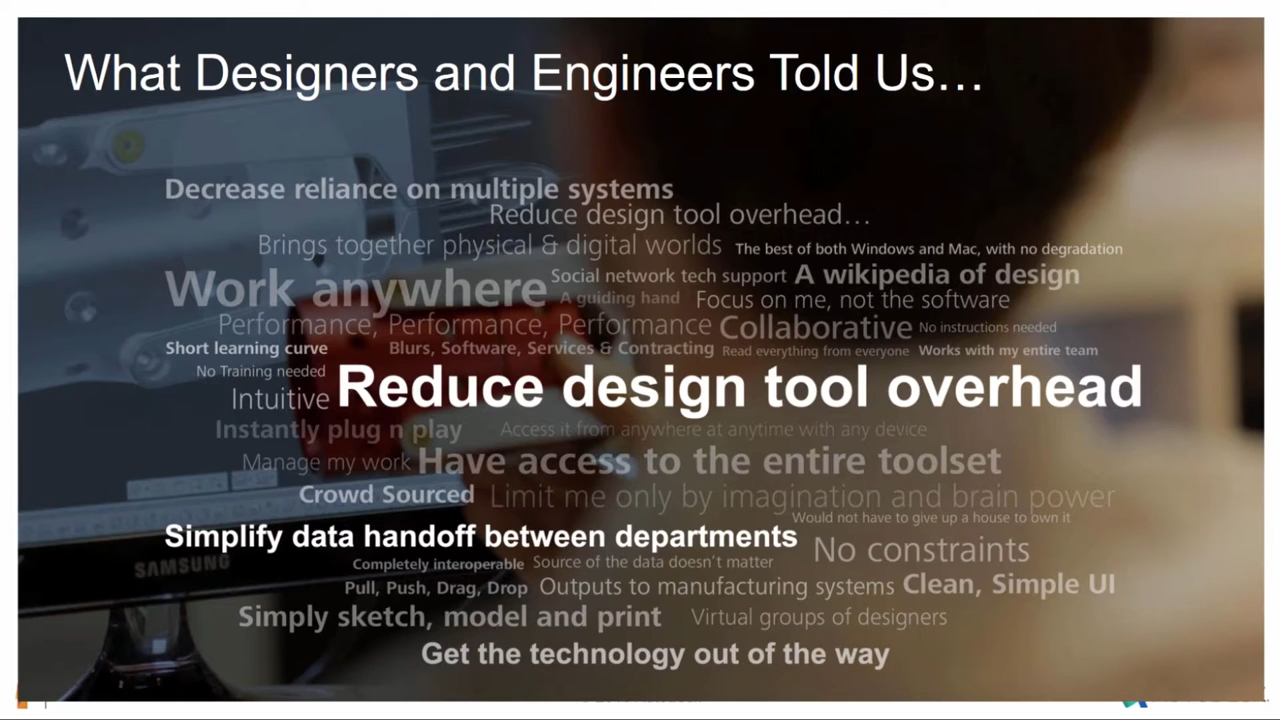 What Designers and Engineers Told Us…
Decrease reliance on multiple systems
Reduce design tool overhead…
Brings together physical & digital worlds The best of both Windows and Mac, with no degradation
Work anywhere Social network tech support A wikipedia of design
A guiding hand Focus on me, not the software
Performance, Performance, Performance Collaborative No instructions needed
Short learning curve Blurs, Software, Services & Contracting Read everything from everyone Works with my entire team
No Training needed
Intuitive Reduce design tool overhead
Instantly plug n play Access it from anywhere at anytime with any device
Manage my work Have access to the entire toolset
Crowd Sourced Limit me only by imagination and brain power
Would not have to give up a house to own it
Simplify data handoff between departments No constraints
Completely interoperable Source of the data doesn't matter
SAMSUNG
Pull, Push, Drag, Drop Outputs to manufacturing systems Clean, Simple UI
Simply sketch, model and print Virtual groups of designers
Get the technology out of the way